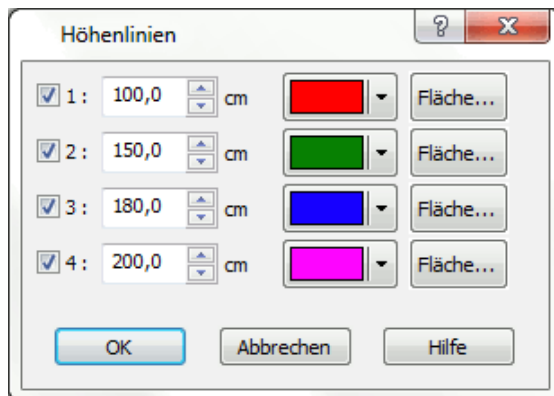 Höhenlinien ?
1: 100,0 cm Fläche...
2: 150,0 cm Fläche...
3: 180,0 cm Fläche...
4: 200,0 cm Fläche...
OK Abbrechen Hilfe